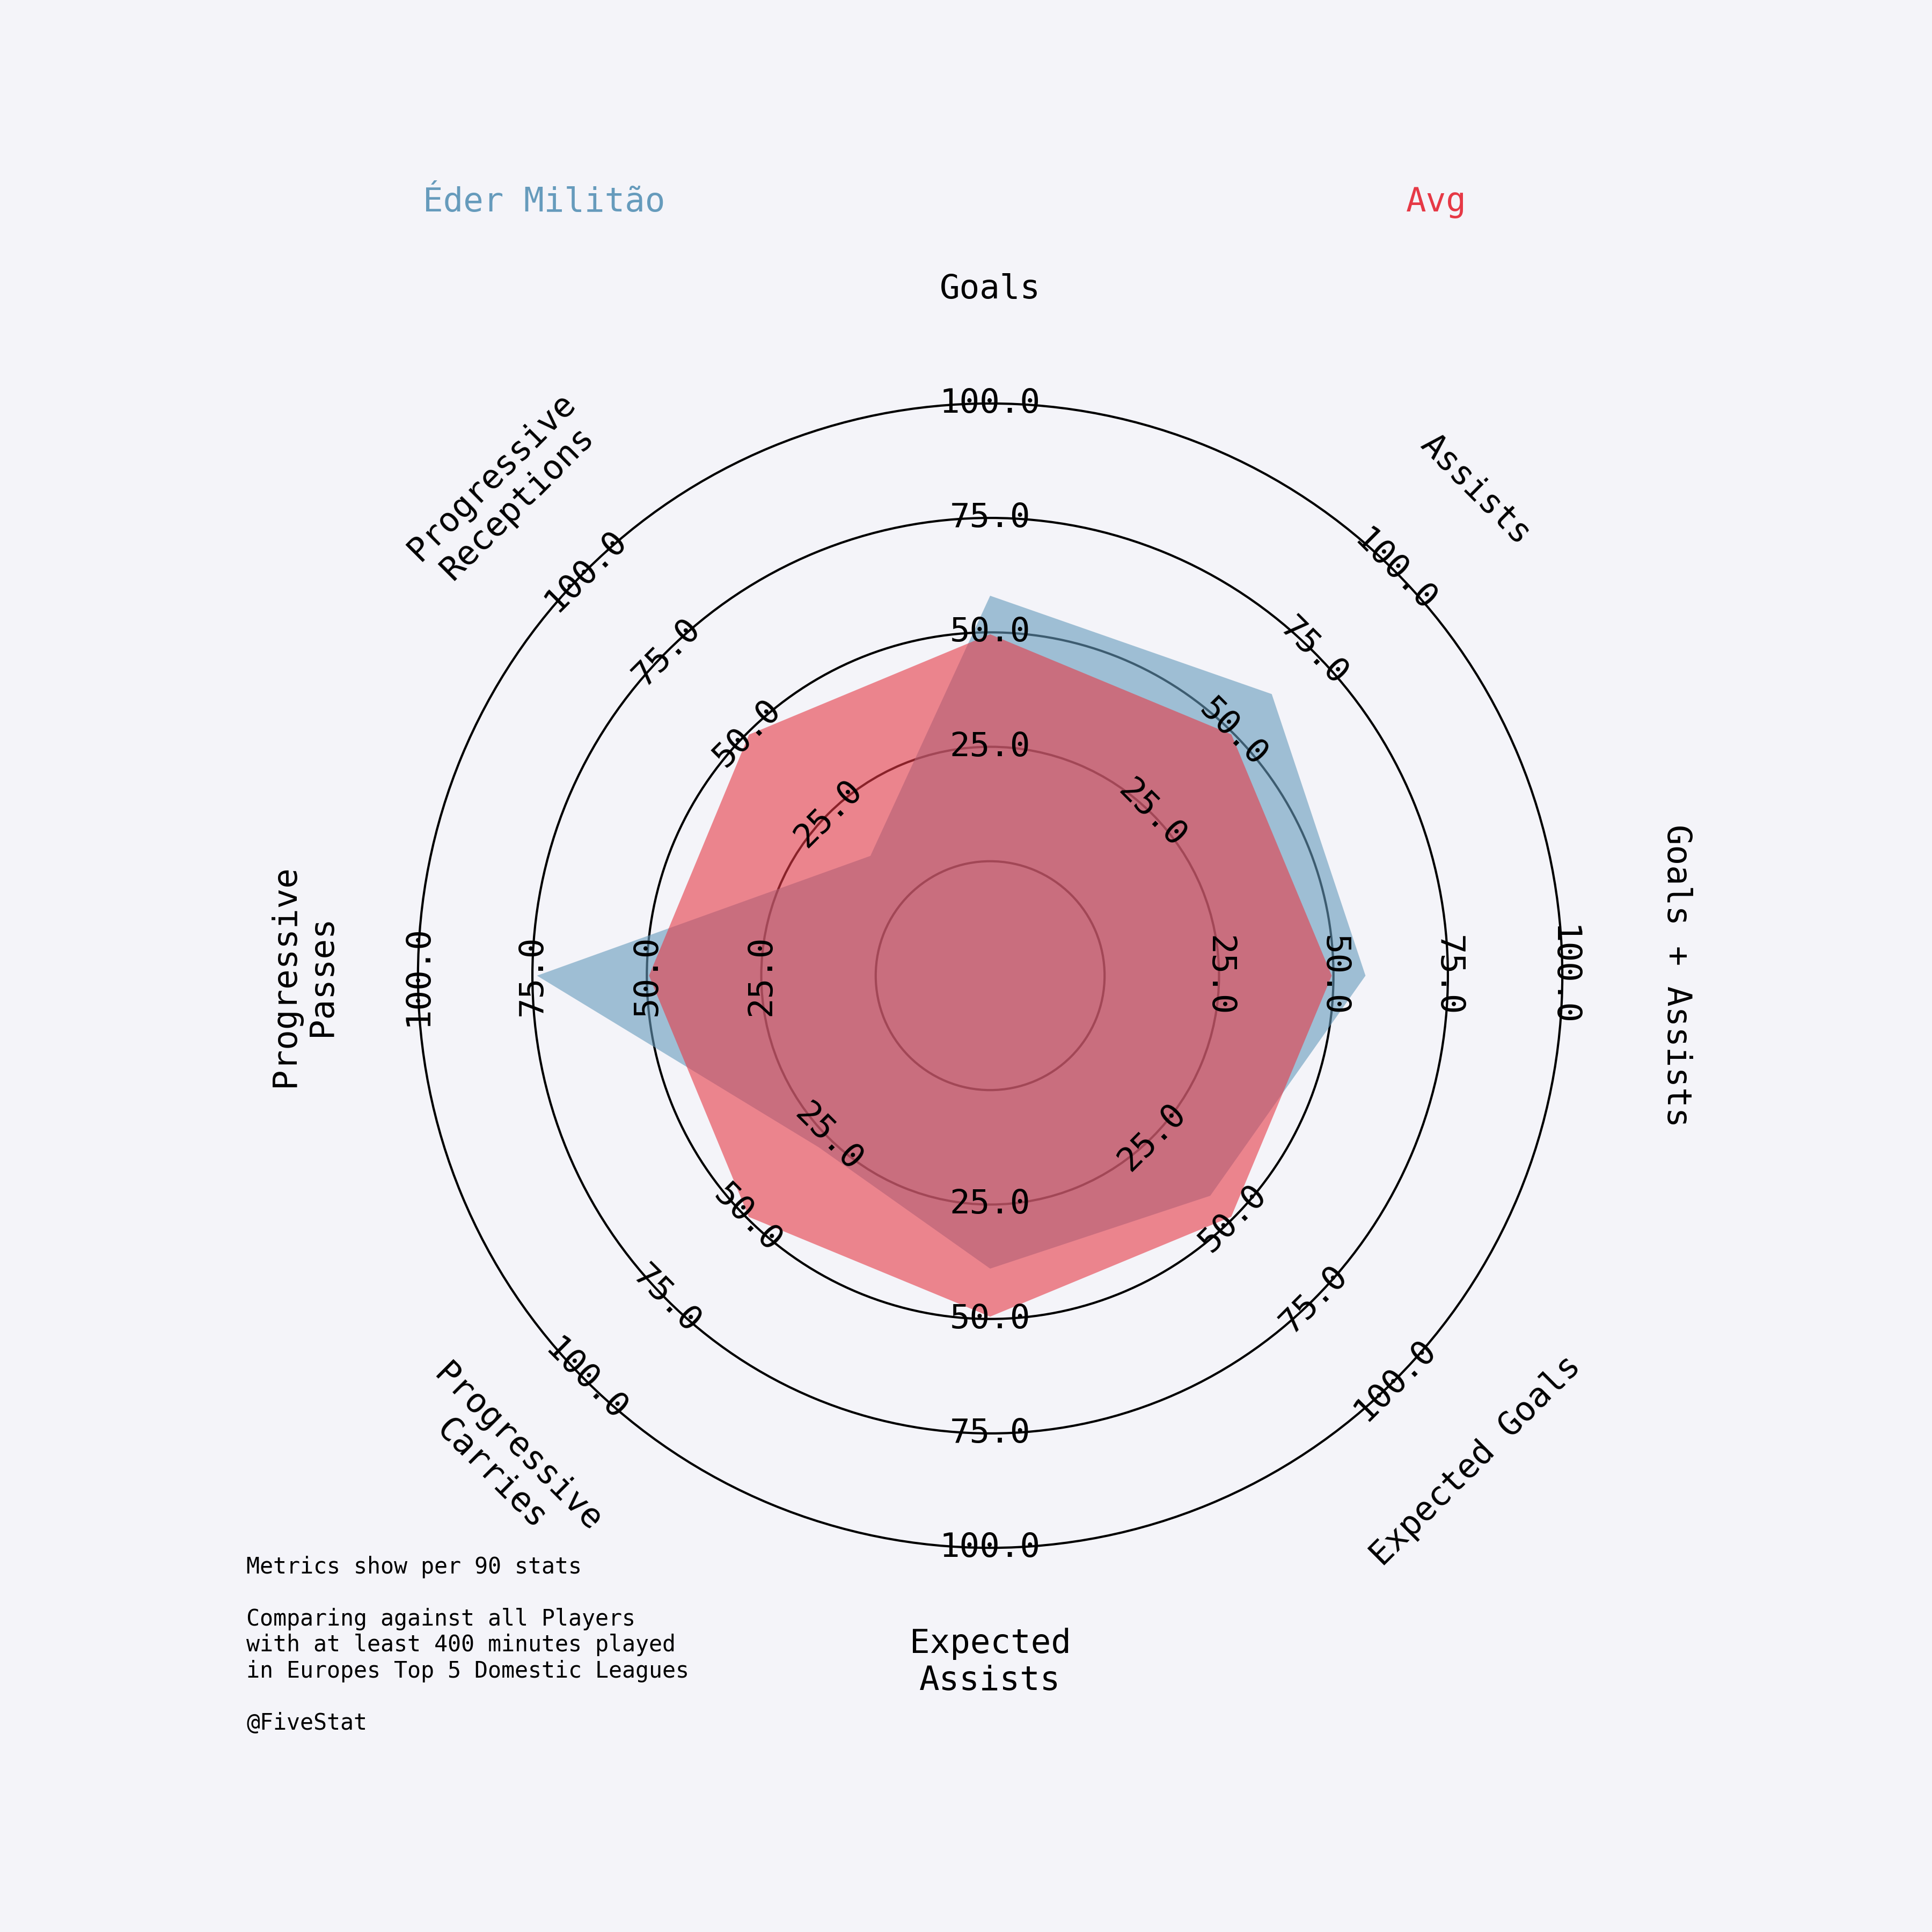 Éder Militão
Avg
Goals
Assists
Goals + Assists
Expected Goals
Expected
Assists
Progressive
Carries
Progressive
Passes
Progressive
Receptions
25.0
50.0
75.0
100.0
25.0
50.0
75.0
100.0
25.0
50.0
75.0
100.0
25.0
50.0
75.0
100.0
25.0
50.0
75.0
100.0
25.0
50.0
75.0
100.0
25.0
50.0
75.0
100.0
25.0
50.0
75.0
100.0
Metrics show per 90 stats
Comparing against all Players
with at least 400 minutes played
in Europes Top 5 Domestic Leagues
@FiveStat